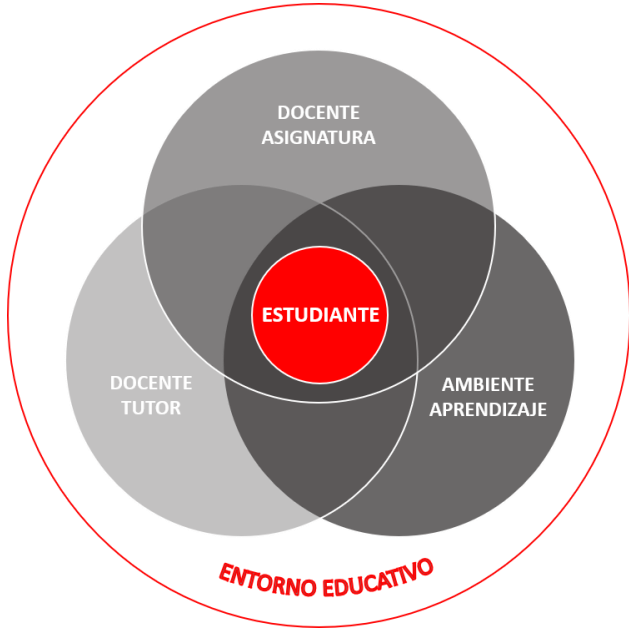 DOCENTE
ASIGNATURA
ESTUDIANTE
DOCENTE
TUTOR
AMBIENTE
APRENDIZAJE
ENTORNO EDUCATIVO